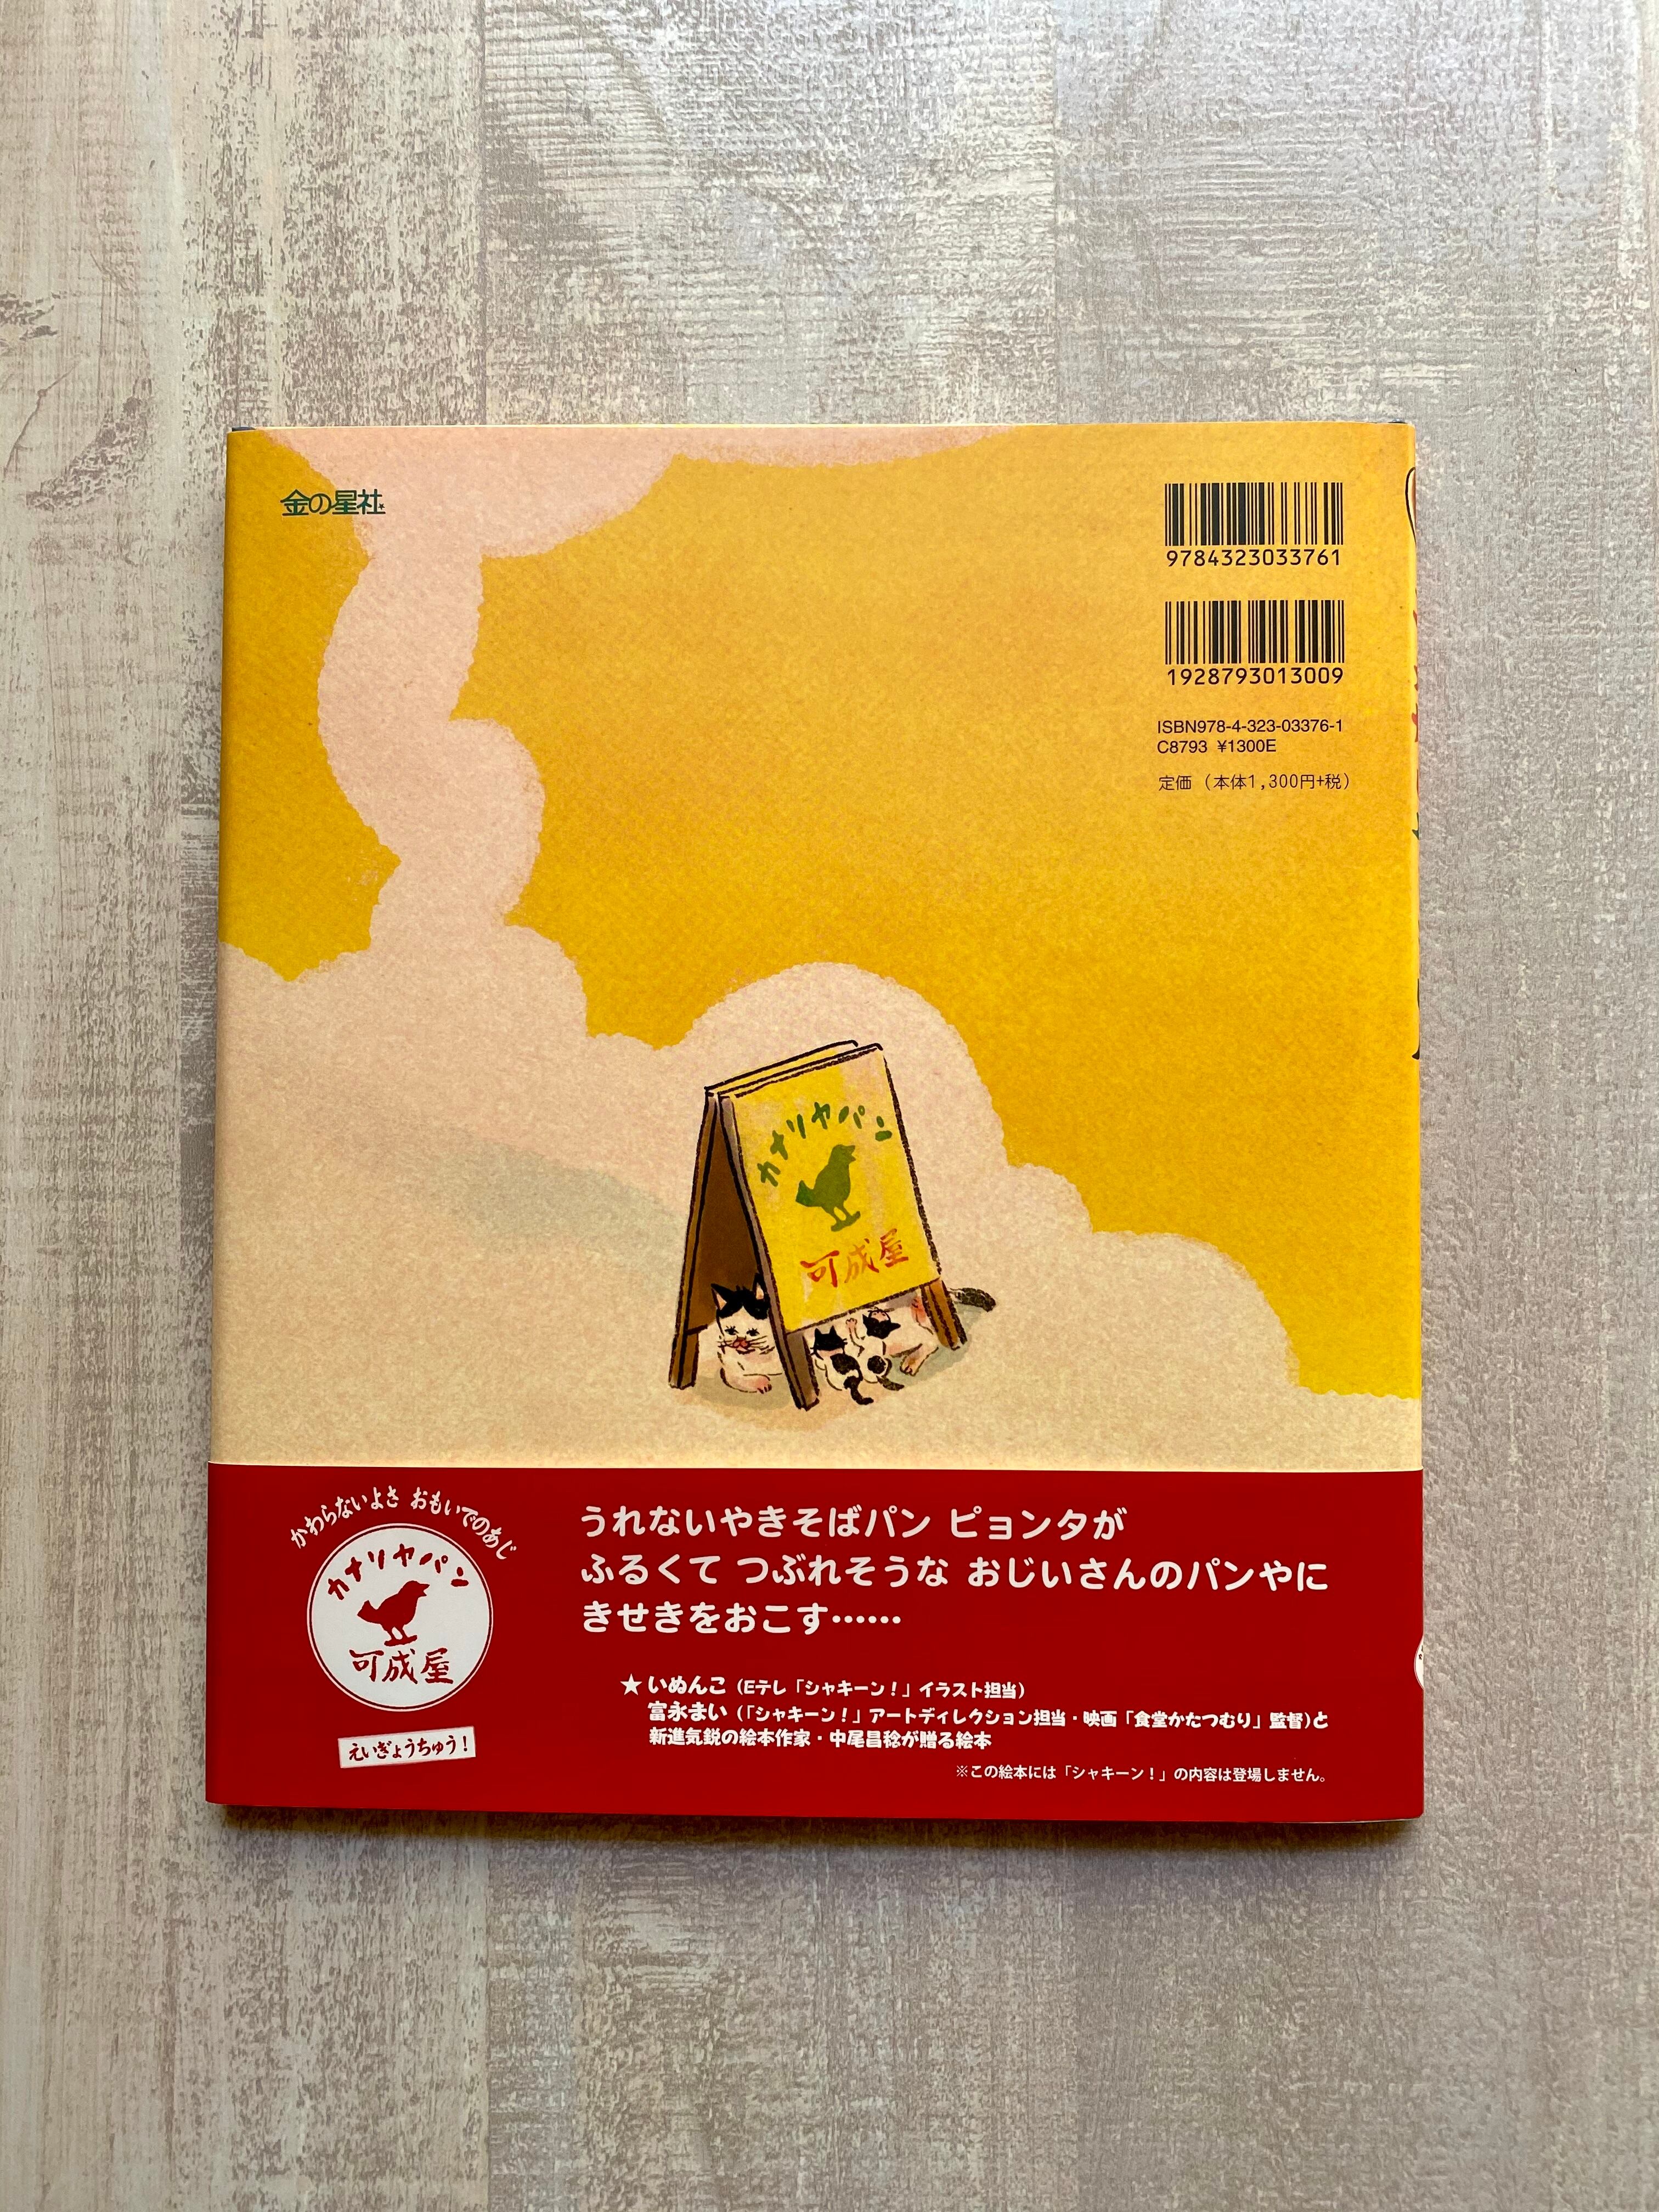 金の星社
9784323033761
1928793013009
ISBN978-4-323-03376-1
C8793 ¥1300E
定価 (本体1,300円+税)
カナリヤパン
可成屋
かわらないよさ おもいでのあじ
カナリヤパン
可成屋
えいぎょうちゅう!
うれないやきそばパン ピョンタが
ふるくて つぶれそうな おじいさんのパンやに
きせきをおこす……
★いぬんこ (Eテレ「シャキーン!」イラスト担当)
富永まい (「シャキーン!」アートディレクション担当・映画「食堂かたつむり」監督)と
新進気鋭の絵本作家・中尾昌稔が贈る絵本
※この絵本には「シャキーン!」の内容は登場しません。